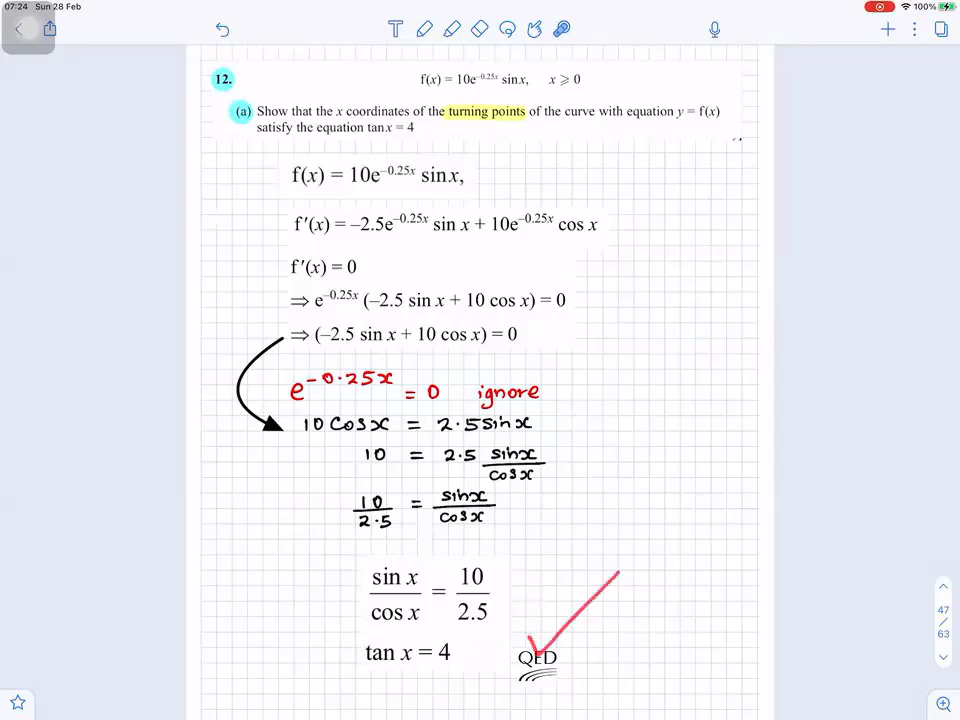 07:24 Sun 28 Feb
100%
12. f(x) = 10e^{-0.25x} sin x, x ⩾ 0
(a) Show that the x coordinates of the turning points of the curve with equation y = f(x)
satisfy the equation tan x = 4
f(x) = 10e^{-0.25x} sin x,
f′(x) = –2.5e^{-0.25x} sin x + 10e^{-0.25x} cos x
f′(x) = 0
⇒ e^{-0.25x} (–2.5 sin x + 10 cos x) = 0
⇒ (–2.5 sin x + 10 cos x) = 0
e^{-0.25x} = 0 ignore
10 cos x = 2.5 sin x
10 = 2.5 sin x / cos x
10 / 2.5 = sin x / cos x
sin x / cos x = 10 / 2.5
tan x = 4
QED
47
/
63